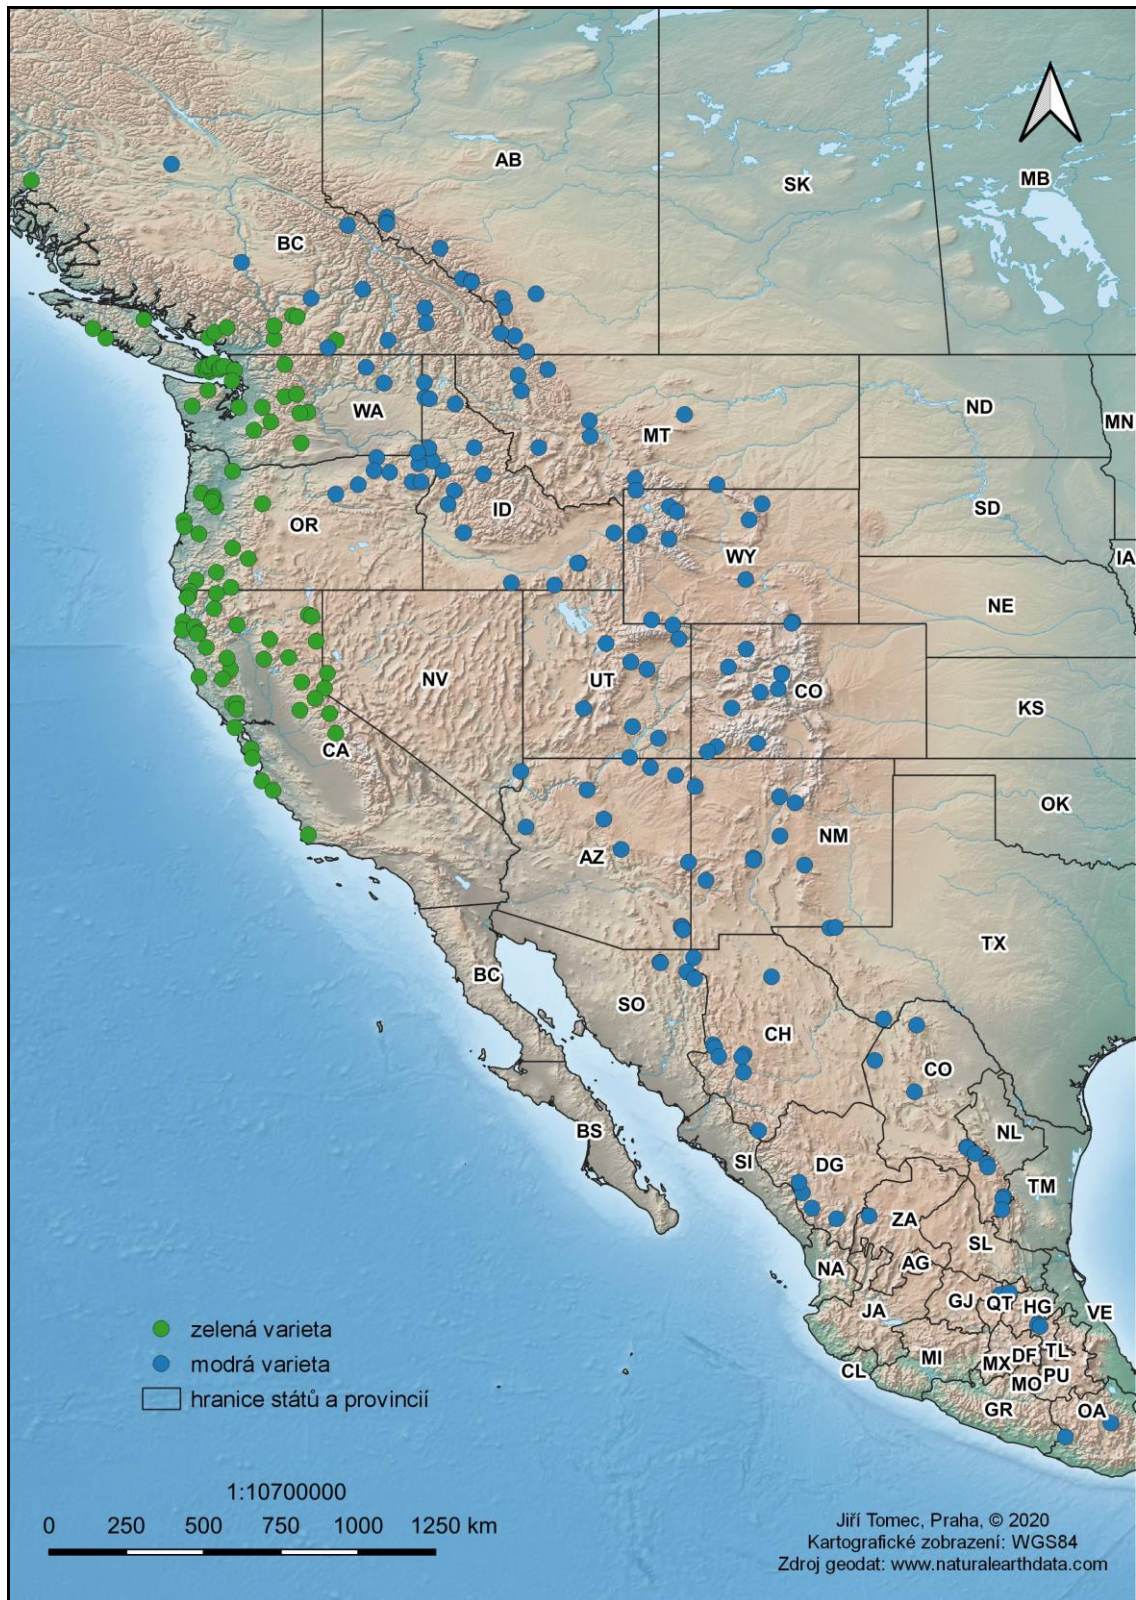 AB
SK
MB
BC
WA
MT
ND
MN
OR
ID
SD
WY
IA
NE
NV
UT
CO
KS
CA
OK
AZ
NM
TX
BC
SO
CH
CO
BS
NL
SI
DG
TM
ZA
SL
NA
AG
GJ
QT
HG
VE
JA
MI
MX
DF
TL
CL
MO
PU
GR
OA
zelená varieta
modrá varieta
hranice států a provincií
1:10700000
0 250 500 750 1000 1250 km
Jiří Tomec, Praha, © 2020
Kartografické zobrazení: WGS84
Zdroj geodat: www.naturalearthdata.com